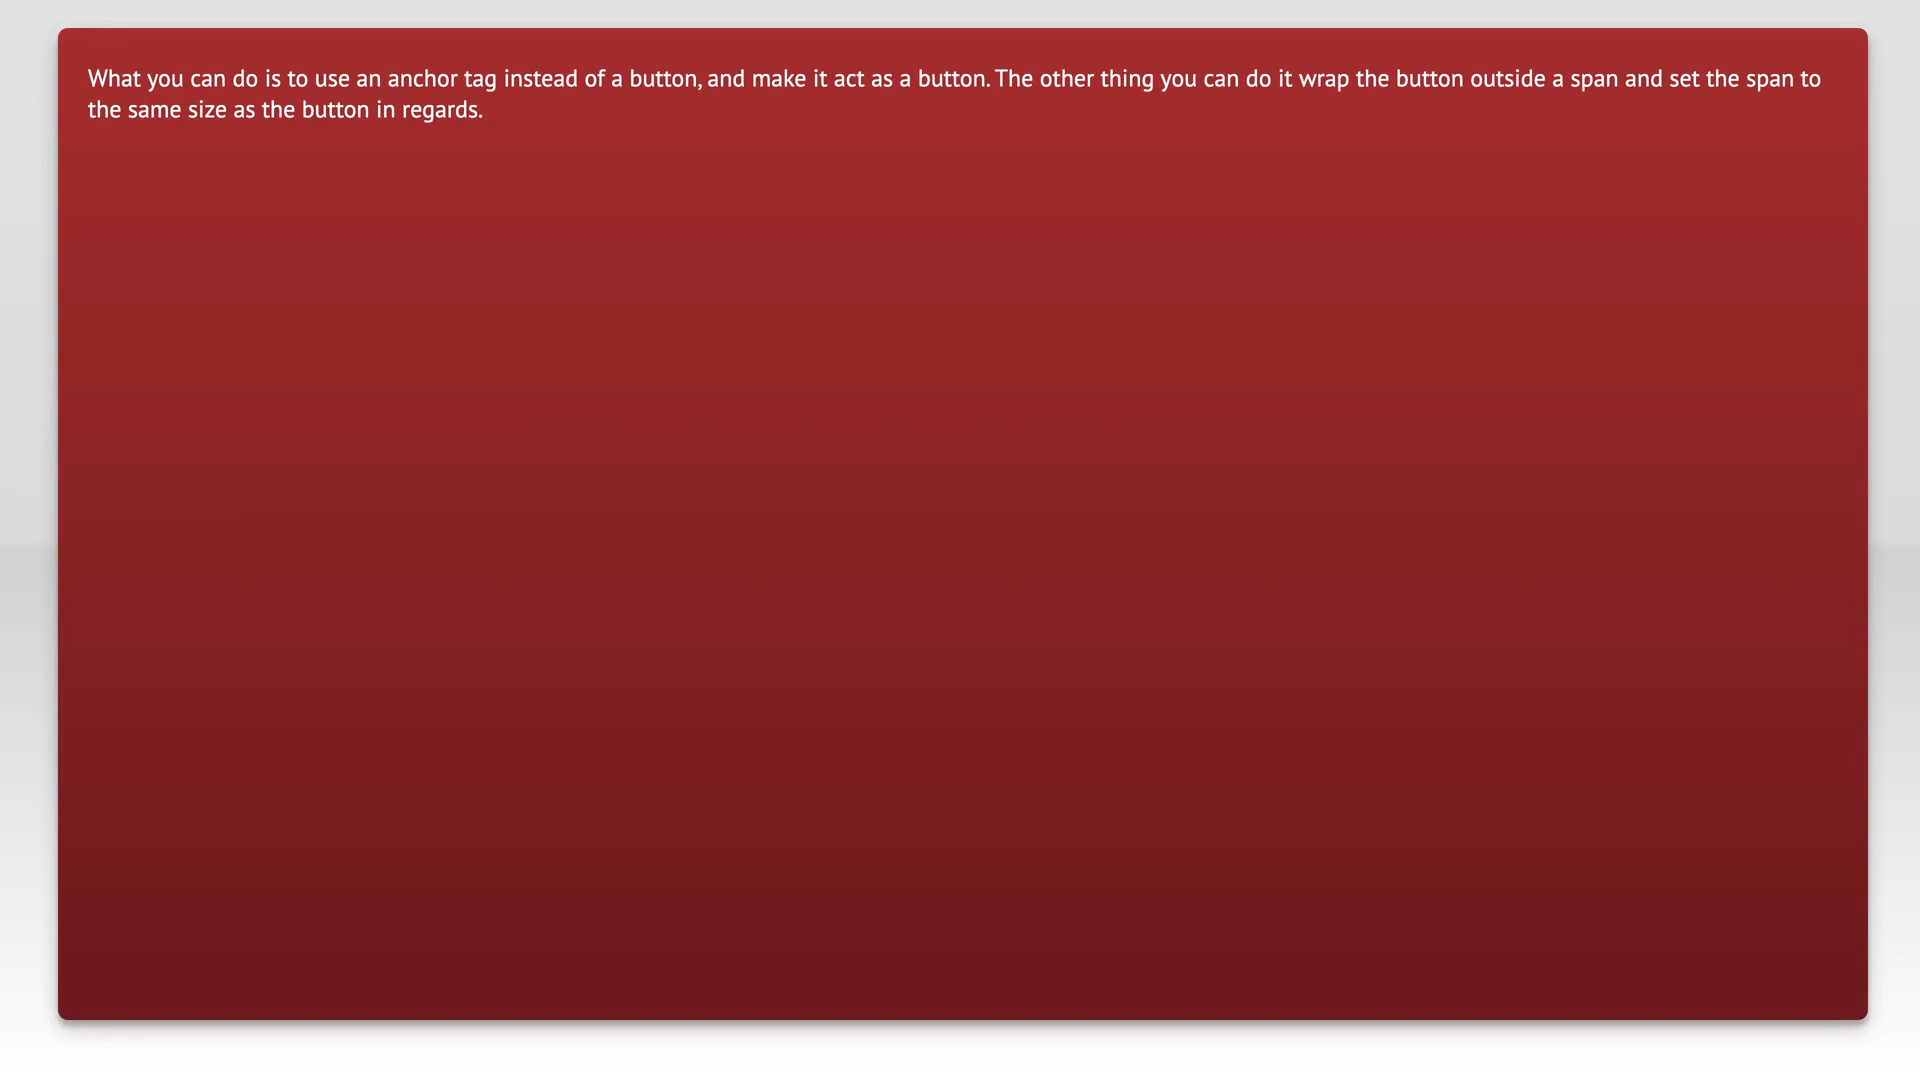 What you can do is to use an anchor tag instead of a button, and make it act as a button. The other thing you can do it wrap the button outside a span and set the span to
the same size as the button in regards.